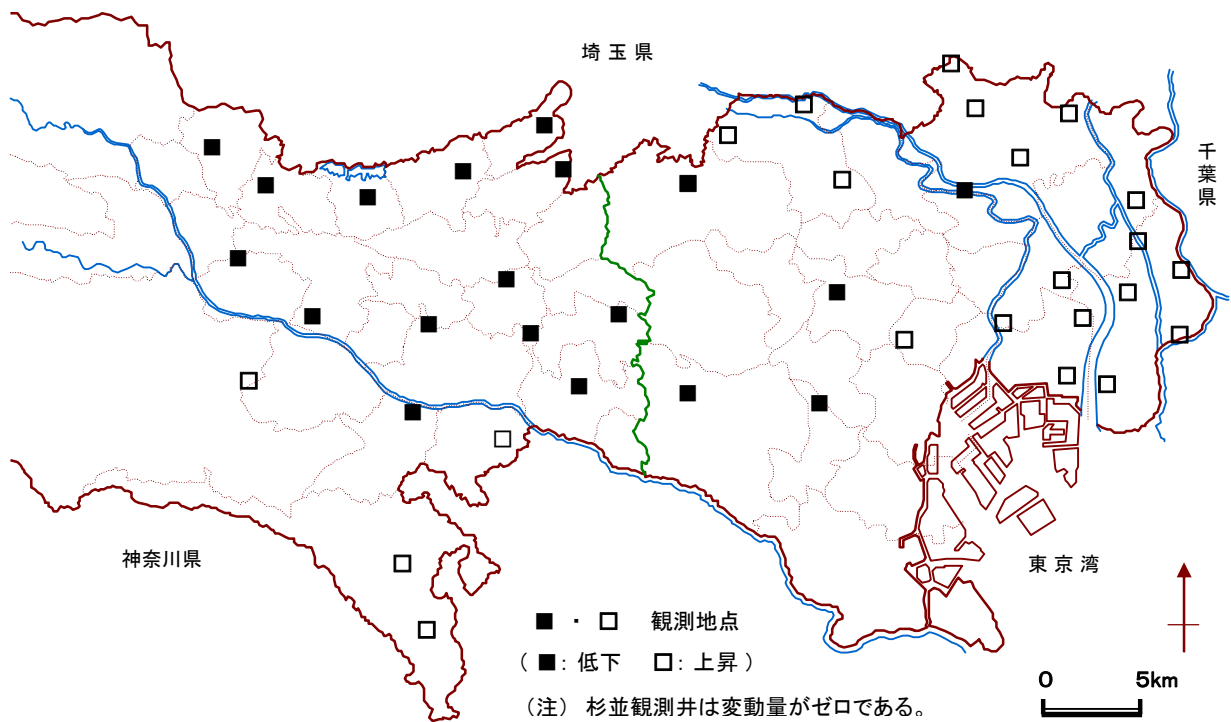 埼玉県
千葉県
神奈川県
東京湾
■ ・ □ 観測地点
( ■: 低下 □: 上昇 )
(注) 杉並観測井は変動量がゼロである。
0 5km